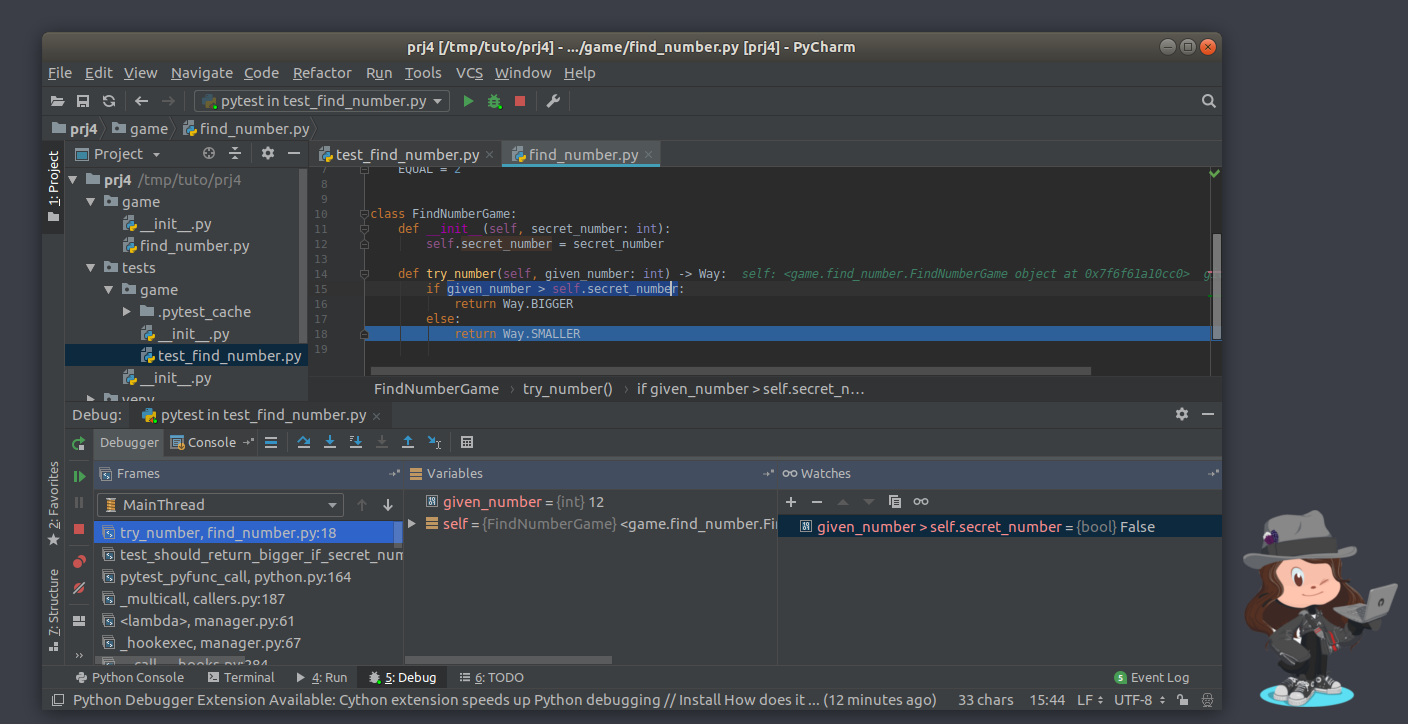 prj4 [/tmp/tuto/prj4] - .../game/find_number.py [prj4] - PyCharm
File Edit View Navigate Code Refactor Run Tools VCS Window Help
pytest in test_find_number.py
prj4 game find_number.py
1: Project
Project
test_find_number.py
find_number.py
prj4 /tmp/tuto/prj4
game
__init__.py
find_number.py
tests
game
.pytest_cache
__init__.py
test_find_number.py
__init__.py
venv
7 EQUAL = 2
8
9
10 class FindNumberGame:
11 def __init__(self, secret_number: int):
12 self.secret_number = secret_number
13
14 def try_number(self, given_number: int) -> Way: self: <game.find_number.FindNumberGame object at 0x7f6f61a10cc0>
15 if given_number > self.secret_number:
16 return Way.BIGGER
17 else:
18 return Way.SMALLER
19
FindNumberGame › try_number() › if given_number > self.secret_n...
Debug: pytest in test_find_number.py
Debugger Console
2: Favorites
7: Structure
Frames
MainThread
try_number, find_number.py:18
test_should_return_bigger_if_secret_num
pytest_pyfunc_call, python.py:164
_multicall, callers.py:187
<lambda>, manager.py:61
_hookexec, manager.py:67
__call__, hooks.py:284
Variables
given_number = {int} 12
self = {FindNumberGame} <game.find_number.Fi
Watches
given_number > self.secret_number = {bool} False
Python Console Terminal 4: Run 5: Debug 6: TODO 5 Event Log
Python Debugger Extension Available: Cython extension speeds up Python debugging // Install How does it ... (12 minutes ago) 33 chars 15:44 LF UTF-8